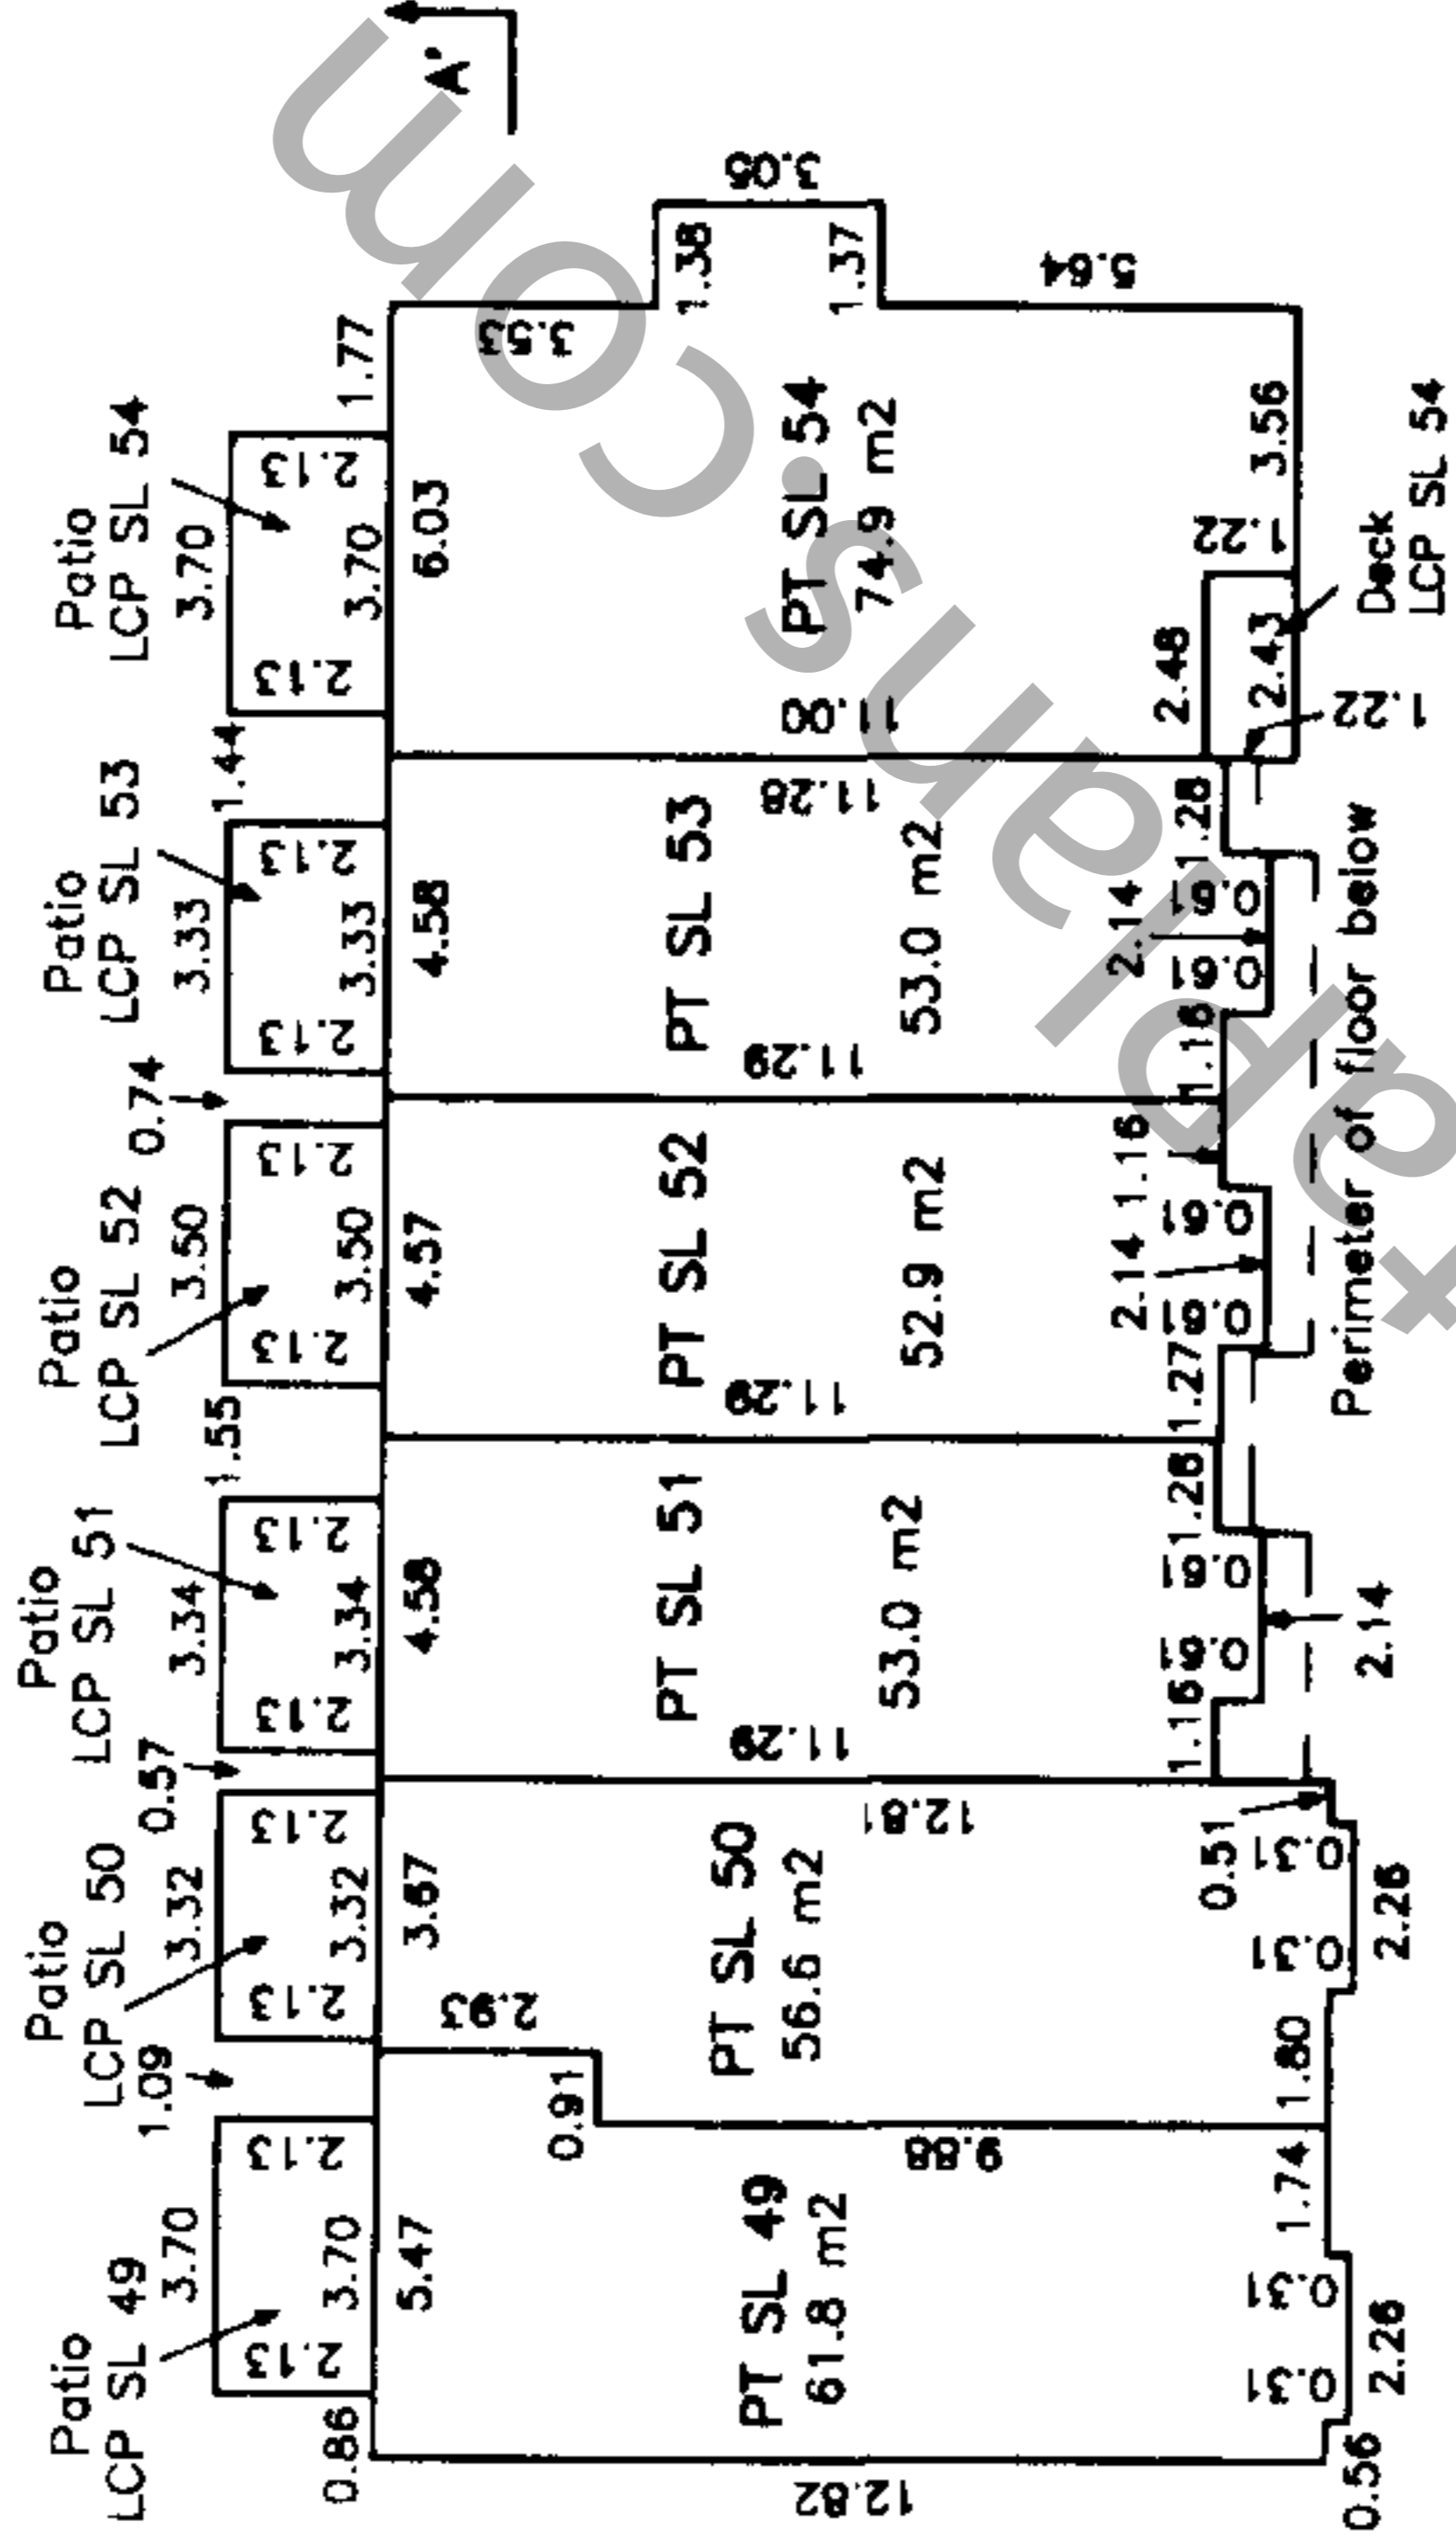 Patio
LCP SL 49
3.70
2.13
3.70
2.13
0.86
5.47
1.09
Patio
LCP SL 50
3.32
2.13
3.32
2.13
3.67
0.57
Patio
LCP SL 51
3.34
2.13
3.34
2.13
4.58
1.55
Patio
LCP SL 52
3.50
2.13
3.50
2.13
4.57
0.74
Patio
LCP SL 53
3.33
2.13
3.33
2.13
4.58
1.44
Patio
LCP SL 54
3.70
2.13
3.70
2.13
1.77
6.03
A'
12.82
PT SL 49
61.8 m2
2.93
0.91
9.88
PT SL 50
56.6 m2
12.81
11.29
PT SL 51
53.0 m2
PT SL 52
52.9 m2
11.29
PT SL 53
53.0 m2
11.28
11.00
PT SL 54
74.9 m2
3.53
1.38
3.05
1.37
5.64
0.56
0.31
0.31
2.26
1.74
1.80
0.31
0.31
2.26
0.51
1.16
0.61
0.61
2.14
1.28
1.27
0.61
0.61
2.14
1.16
1.16
0.61
0.61
2.14
1.28
2.48
2.43
1.22
1.22
3.56
Perimeter of floor below
Deck
LCP SL 54
taplans.com